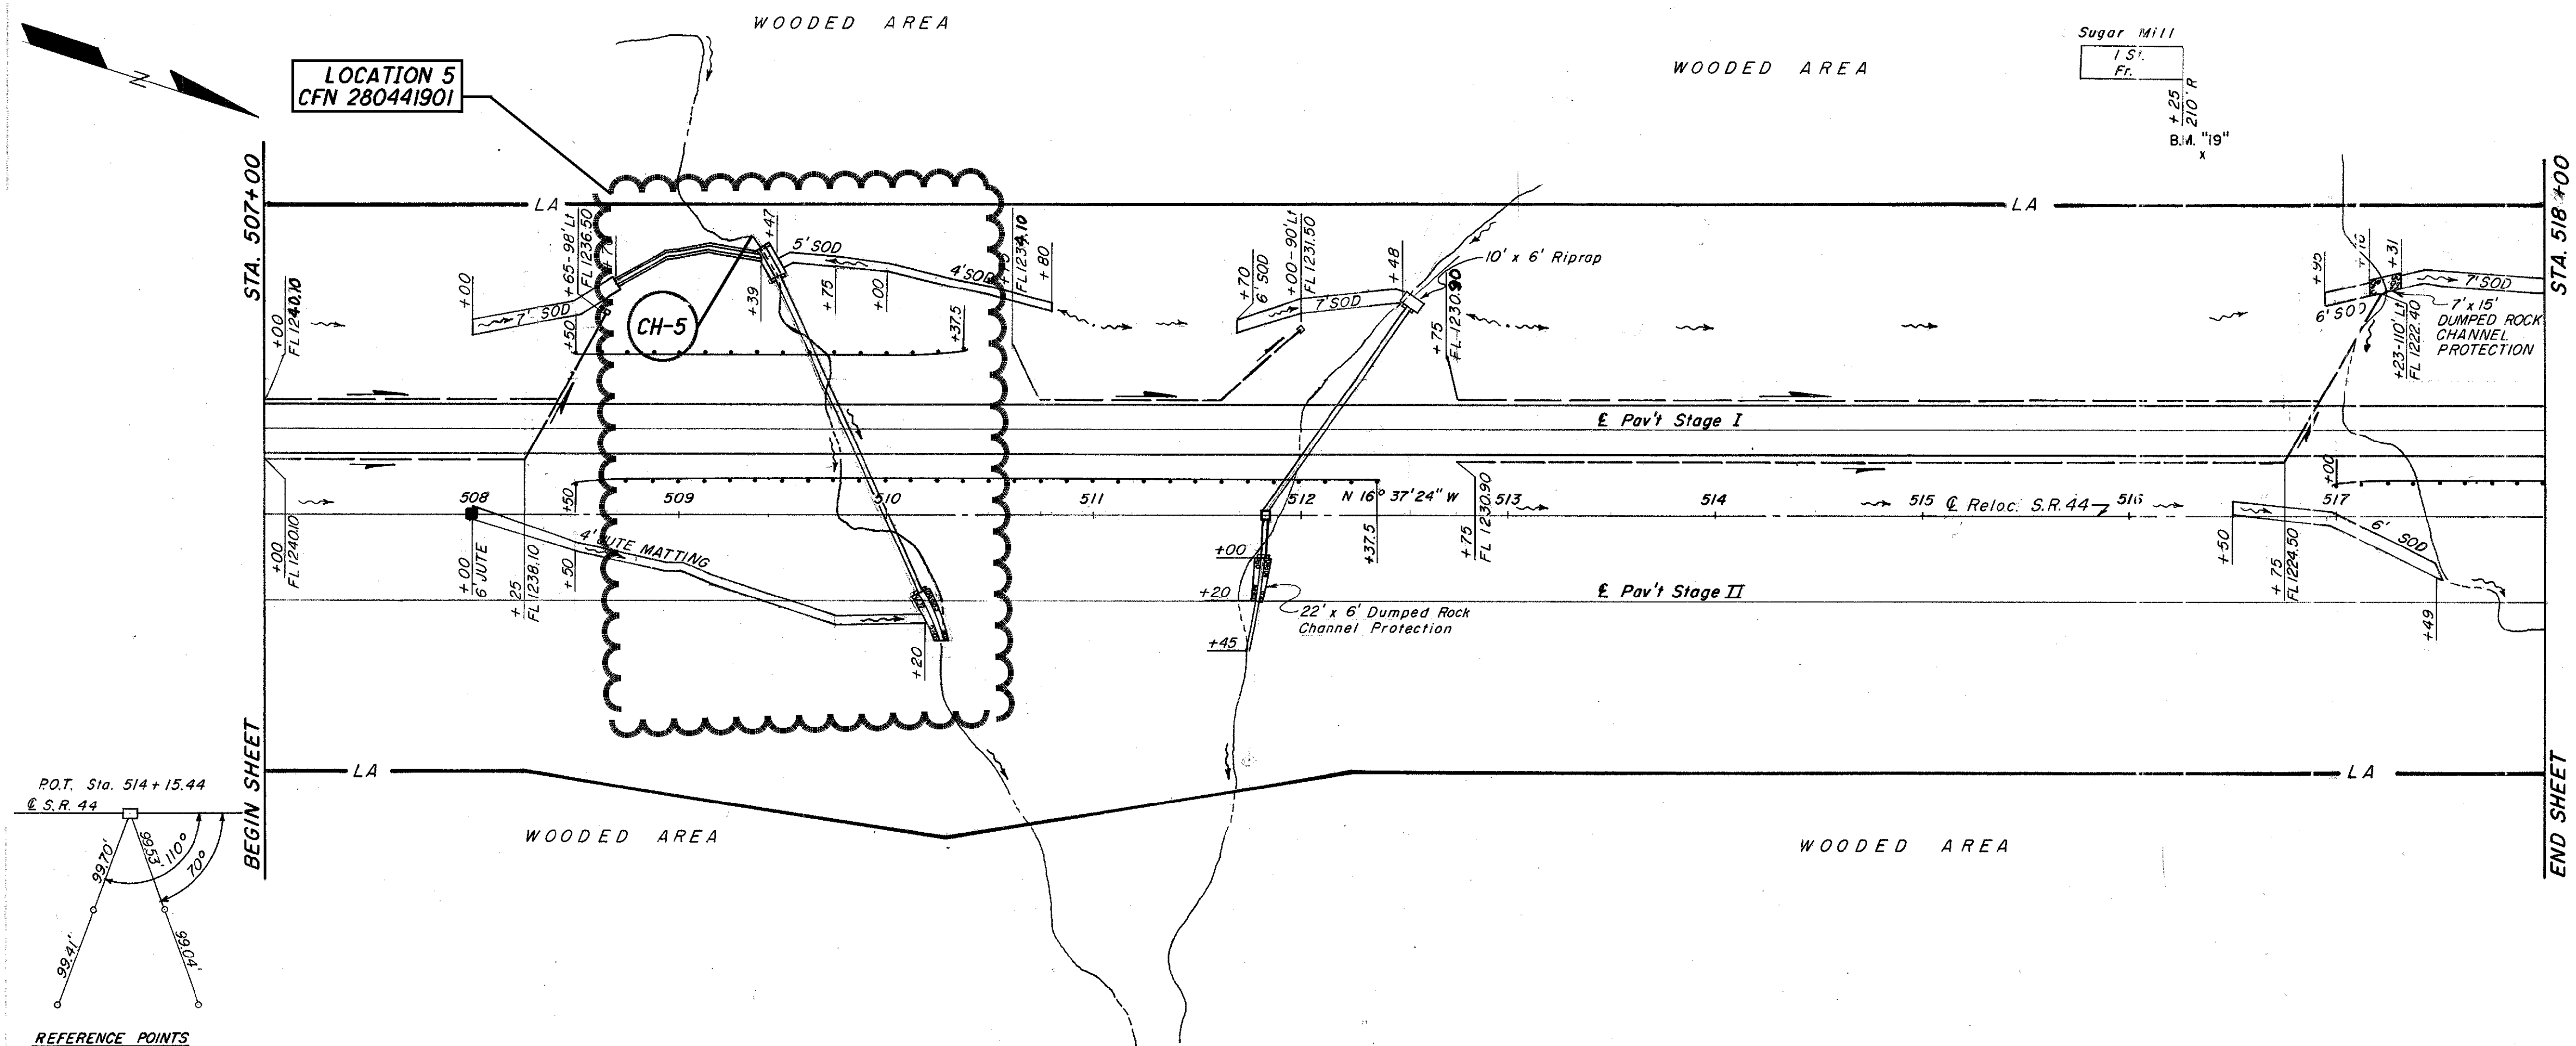 WOODED AREA
WOODED AREA
Sugar Mill
1 St.
Fr.
+25
210' R
B.M. "19"
x
N
LOCATION 5
CFN 280441901
STA. 507+00
STA. 518+00
LA
LA
+00
FL 1240.10
+00
7' SOD
+50
+65-98' Lt
FL 1236.50
+47
5' SOD
+39
+75
+00
4' SOD
+37.5
FL 1234.10
+80
CH-5
+70
6' SOD
+00-90' Lt
FL 1231.50
7' SOD
+48
10' x 6' Riprap
+75
FL 1230.90
+95
6' SOD
+31
7' SOD
+23-110' Lt
FL 1222.40
7' x 15'
DUMPED ROCK
CHANNEL
PROTECTION
℄ Pav't Stage I
508
+50
509
510
511
512
N 16° 37' 24" W
513
514
515
℄ Reloc. S.R. 44
516
+00
517
+00
FL 1240.10
+00
6' JUTE
+25
FL 1238.10
+50
4' JUTE MATTING
+20
+00
+20
+45
+37.5
+75
FL 1230.90
22' x 6' Dumped Rock
Channel Protection
℄ Pav't Stage II
+50
+75
FL 1224.50
6' SOD
+49
LA
LA
BEGIN SHEET
END SHEET
WOODED AREA
WOODED AREA
P.O.T. Sta. 514 + 15.44
℄ S.R. 44
99.70'
99.53'
110°
70°
99.41'
99.04'
REFERENCE POINTS